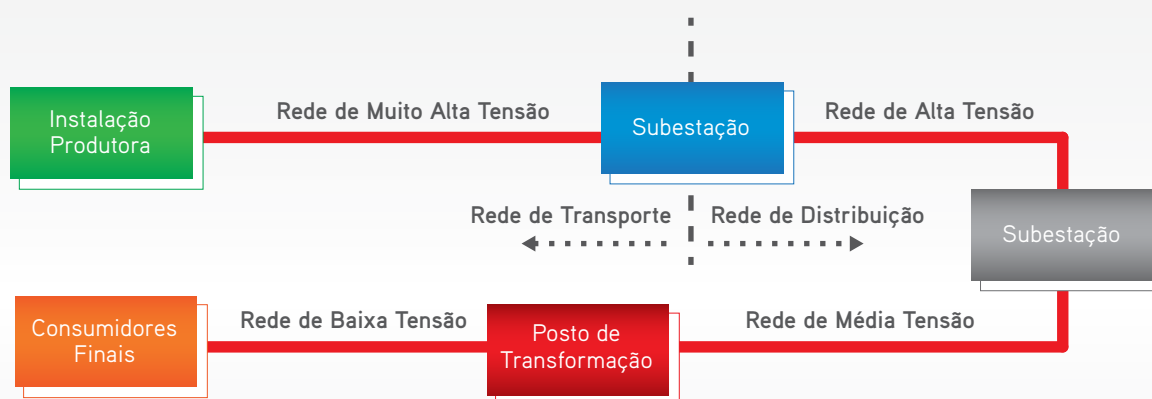 Instalação
Produtora
Rede de Muito Alta Tensão
Subestação
Rede de Alta Tensão
Rede de Transporte
Rede de Distribuição
Subestação
Consumidores
Finais
Rede de Baixa Tensão
Posto de
Transformação
Rede de Média Tensão